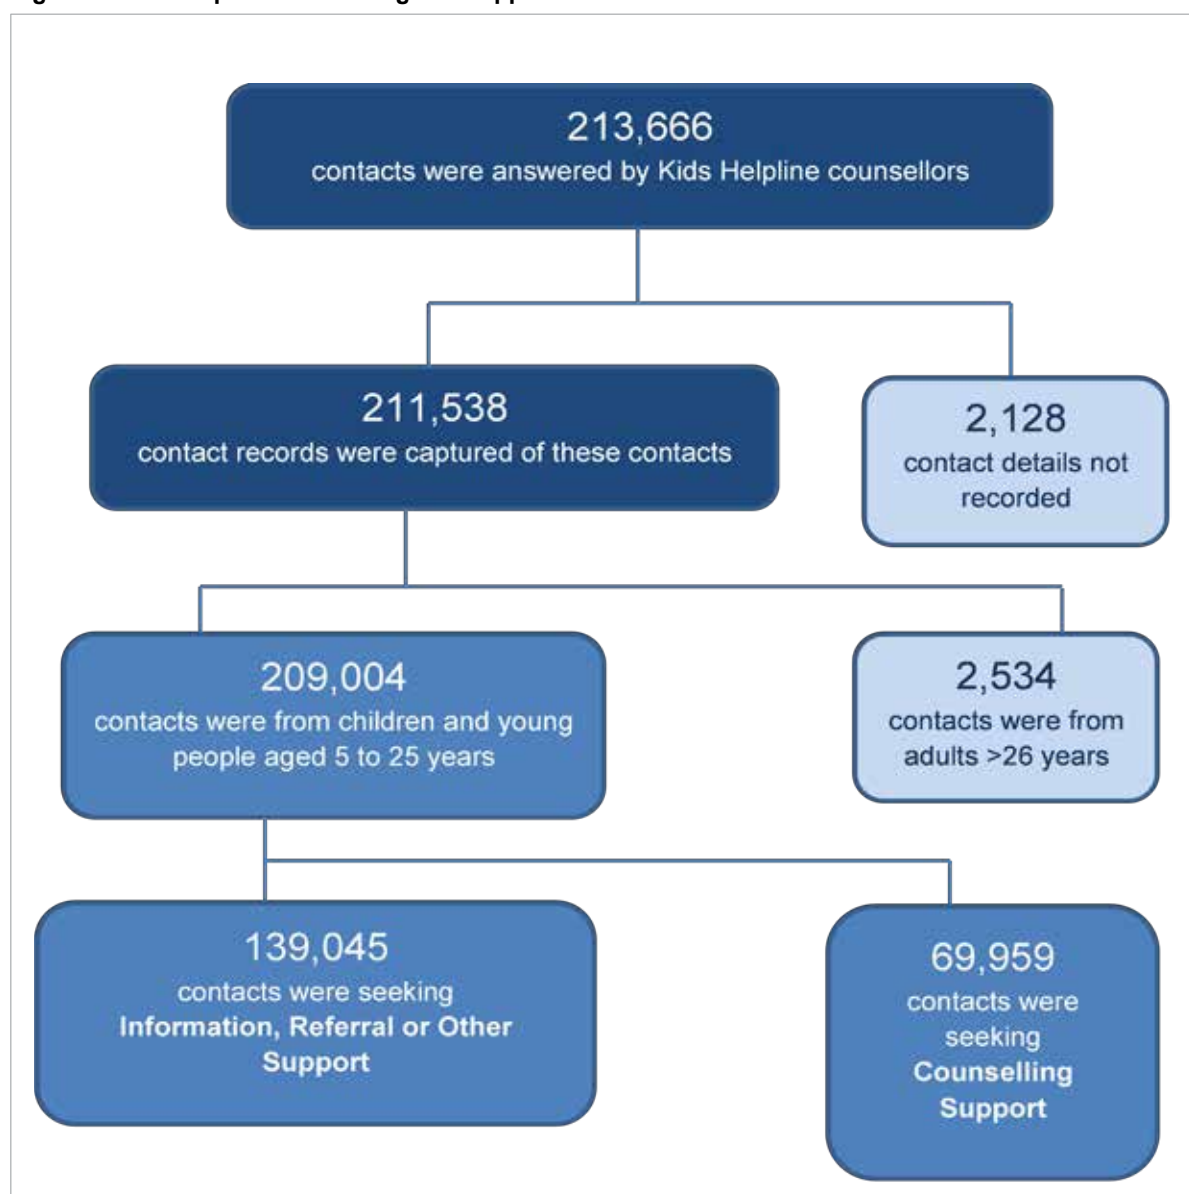 213,666
contacts were answered by Kids Helpline counsellors
211,538
contact records were captured of these contacts
2,128
contact details not
recorded
209,004
contacts were from children and young
people aged 5 to 25 years
2,534
contacts were from
adults >26 years
139,045
contacts were seeking
Information, Referral or Other
Support
69,959
contacts were
seeking
Counselling
Support